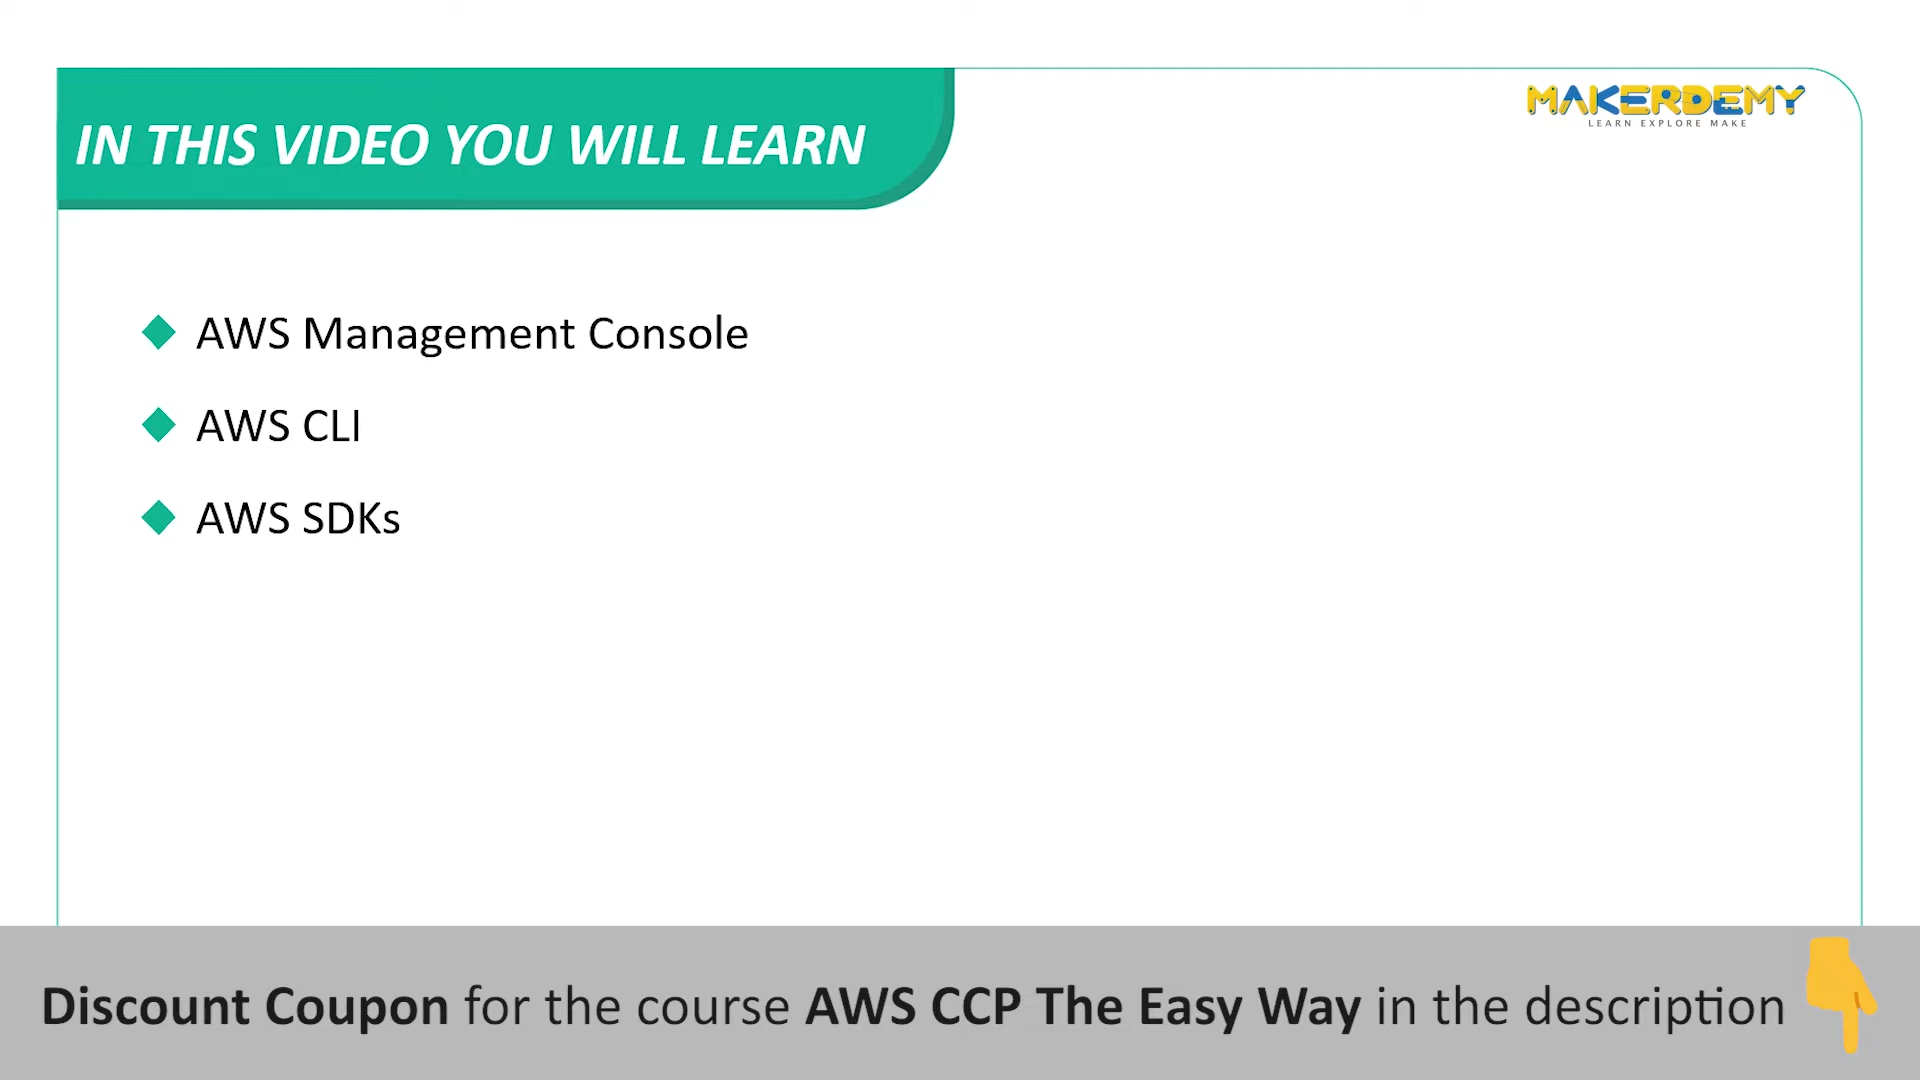 IN THIS VIDEO YOU WILL LEARN
MAKERDEMY
LEARN EXPLORE MAKE
AWS Management Console
AWS CLI
AWS SDKs
Discount Coupon for the course AWS CCP The Easy Way in the description